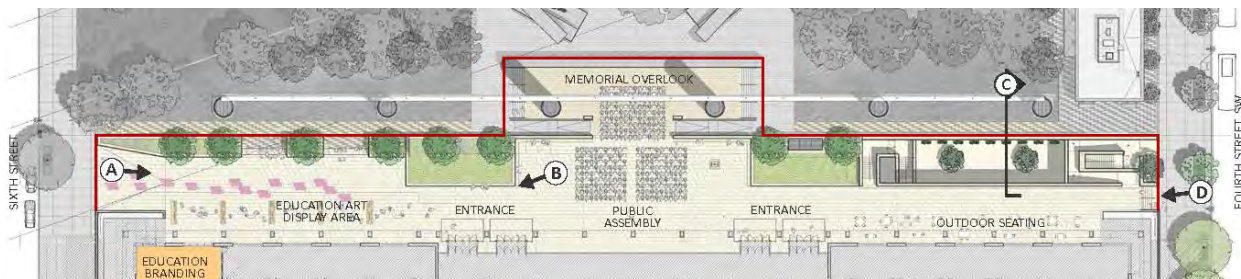 MEMORIAL OVERLOOK
C
SIXTH STREET
FOURTH STREET, SW
A
B
D
EDUCATION ART
DISPLAY AREA
ENTRANCE
PUBLIC
ASSEMBLY
ENTRANCE
OUTDOOR SEATING
EDUCATION
BRANDING